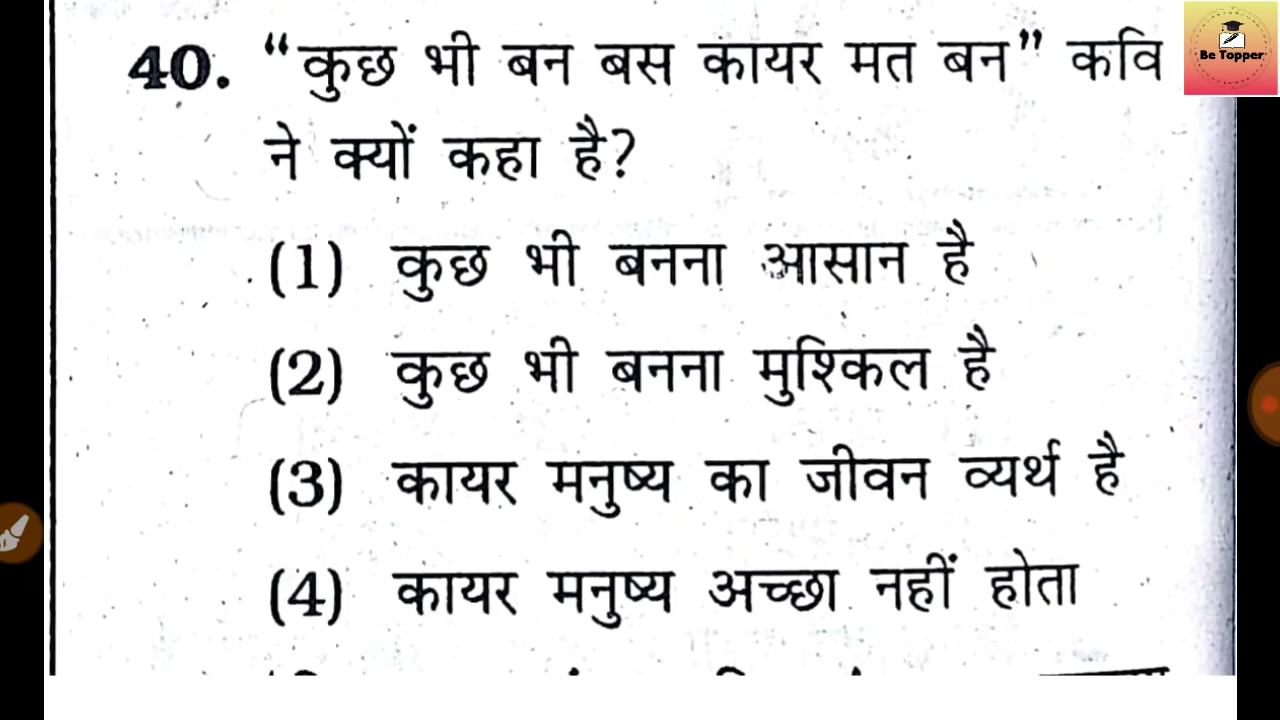 40. “कुछ भी बन बस कायर मत बन” कवि
ने क्यों कहा है?
(1) कुछ भी बनना आसान है
(2) कुछ भी बनना मुश्किल है
(3) कायर मनुष्य का जीवन व्यर्थ है
(4) कायर मनुष्य अच्छा नहीं होता
Be Topper